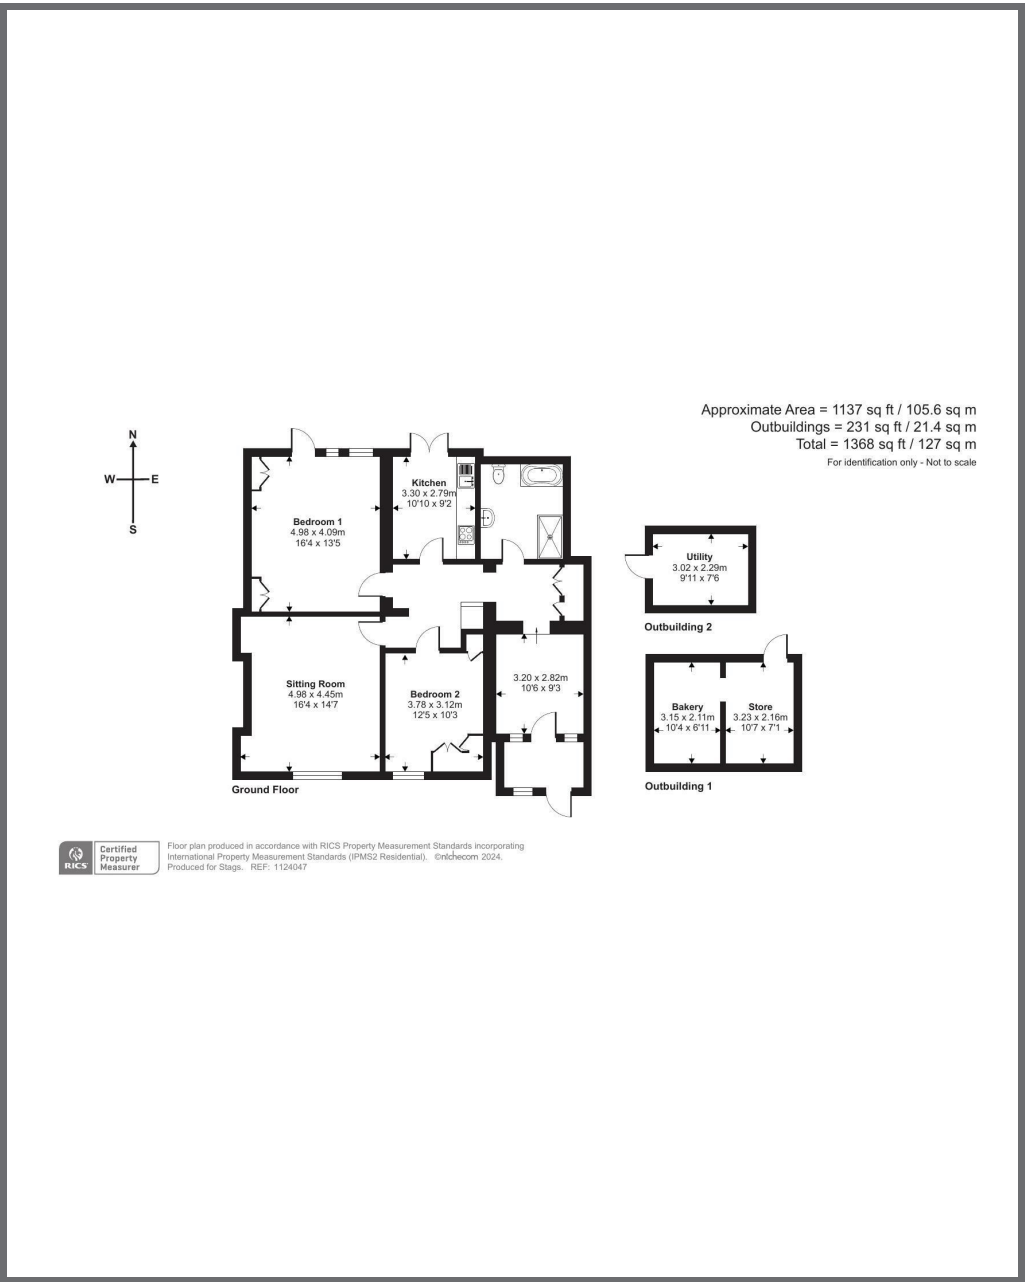 Approximate Area = 1137 sq ft / 105.6 sq m
Outbuildings = 231 sq ft / 21.4 sq m
Total = 1368 sq ft / 127 sq m
For identification only - Not to scale
N
W
E
S
Kitchen
3.30 x 2.79m
10'10 x 9'2
Bedroom 1
4.98 x 4.09m
16'4 x 13'5
Utility
3.02 x 2.29m
9'11 x 7'6
Outbuilding 2
Sitting Room
4.98 x 4.45m
16'4 x 14'7
Bedroom 2
3.78 x 3.12m
12'5 x 10'3
3.20 x 2.82m
10'6 x 9'3
Bakery
3.15 x 2.11m
10'4 x 6'11
Store
3.23 x 2.16m
10'7 x 7'1
Outbuilding 1
Ground Floor
RICS
Certified
Property
Measurer
Floor plan produced in accordance with RICS Property Measurement Standards incorporating
International Property Measurement Standards (IPMS2 Residential). ©nichecom 2024.
Produced for Stags. REF: 1124047